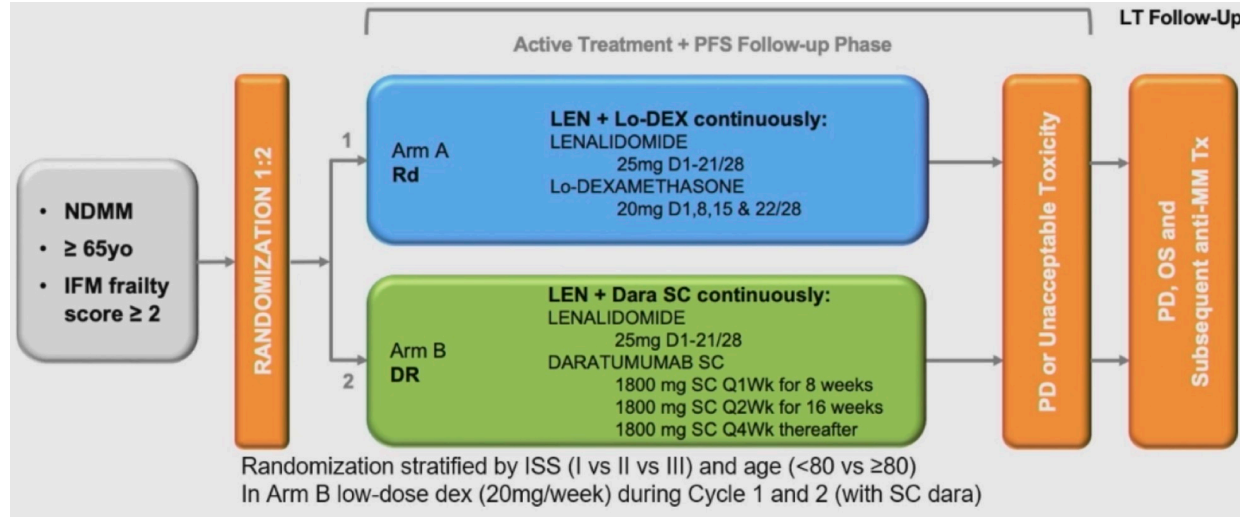 LT Follow-Up
Active Treatment + PFS Follow-up Phase
• NDMM
• ≥ 65yo
• IFM frailty
score ≥ 2
RANDOMIZATION 1:2
1
Arm A
Rd
LEN + Lo-DEX continuously:
LENALIDOMIDE
25mg D1-21/28
Lo-DEXAMETHASONE
20mg D1,8,15 & 22/28
2
Arm B
DR
LEN + Dara SC continuously:
LENALIDOMIDE
25mg D1-21/28
DARATUMUMAB SC
1800 mg SC Q1Wk for 8 weeks
1800 mg SC Q2Wk for 16 weeks
1800 mg SC Q4Wk thereafter
PD or Unacceptable Toxicity
PD, OS and
Subsequent anti-MM Tx
Randomization stratified by ISS (I vs II vs III) and age (<80 vs ≥80)
In Arm B low-dose dex (20mg/week) during Cycle 1 and 2 (with SC dara)